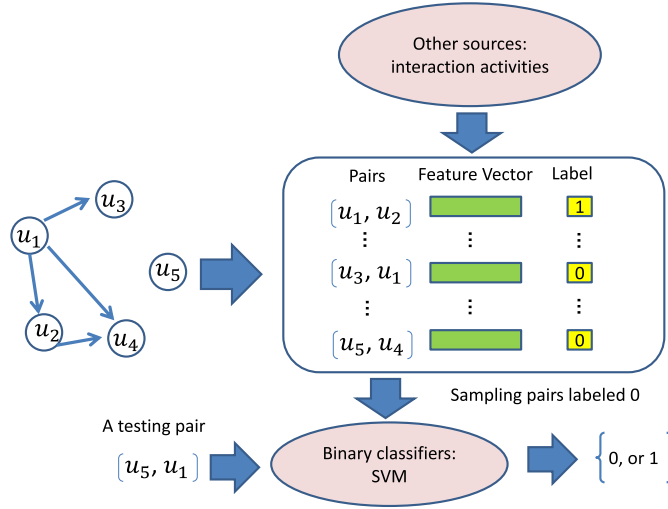 Other sources:
interaction activities
Pairs Feature Vector Label
[u₁, u₂] 1
⋮ ⋮ ⋮
[u₃, u₁] 0
⋮ ⋮ ⋮
[u₅, u₄] 0
u₃
u₁
u₅
u₂
u₄
Sampling pairs labeled 0
A testing pair
[u₅, u₁]
Binary classifiers:
SVM
{0, or 1